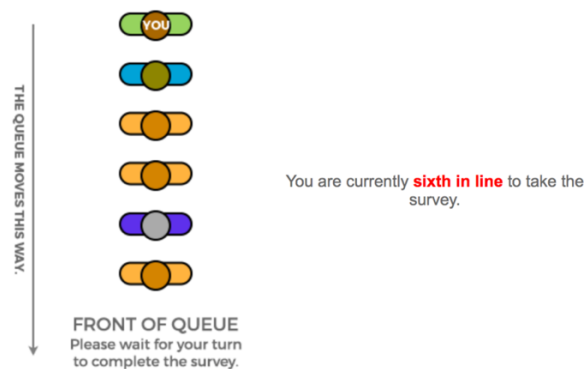 YOU
THE QUEUE MOVES THIS WAY.
You are currently sixth in line to take the
survey.
FRONT OF QUEUE
Please wait for your turn
to complete the survey.